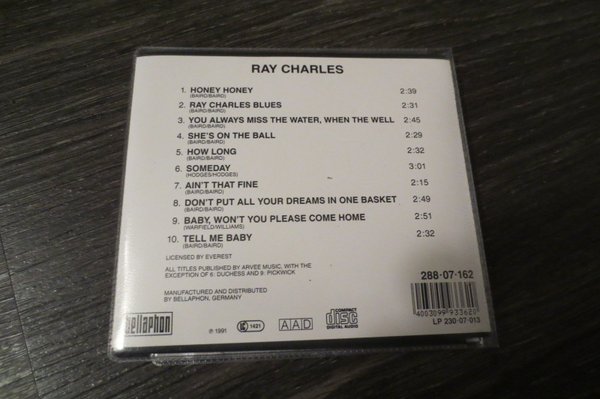 RAY CHARLES
1. HONEY HONEY 2:39
(BAIRD/BAIRD)
2. RAY CHARLES BLUES 2:31
(BAIRD/BAIRD)
3. YOU ALWAYS MISS THE WATER, WHEN THE WELL 2:45
(BAIRD/BAIRD)
4. SHE'S ON THE BALL 2:29
(BAIRD/BAIRD)
5. HOW LONG 2:32
(BAIRD/BAIRD)
6. SOMEDAY 3:01
(HODGES/HODGES)
7. AIN'T THAT FINE 2:15
(BAIRD/BAIRD)
8. DON'T PUT ALL YOUR DREAMS IN ONE BASKET 2:49
(BAIRD/BAIRD)
9. BABY, WON'T YOU PLEASE COME HOME 2:51
(WARFIELD/WILLIAMS)
10. TELL ME BABY 2:32
(BAIRD/BAIRD)
LICENSED BY EVEREST
ALL TITLES PUBLISHED BY ARVEE MUSIC, WITH THE
EXCEPTION OF 6: DUCHESS AND 9: PICKWICK
MANUFACTURED AND DISTRIBUTED
BY BELLAPHON, GERMANY
288-07-162
4003099 933620
LP 230-07-013
bellaphon
℗ 1991
LC 1421
AAD
COMPACT
disc
DIGITAL AUDIO